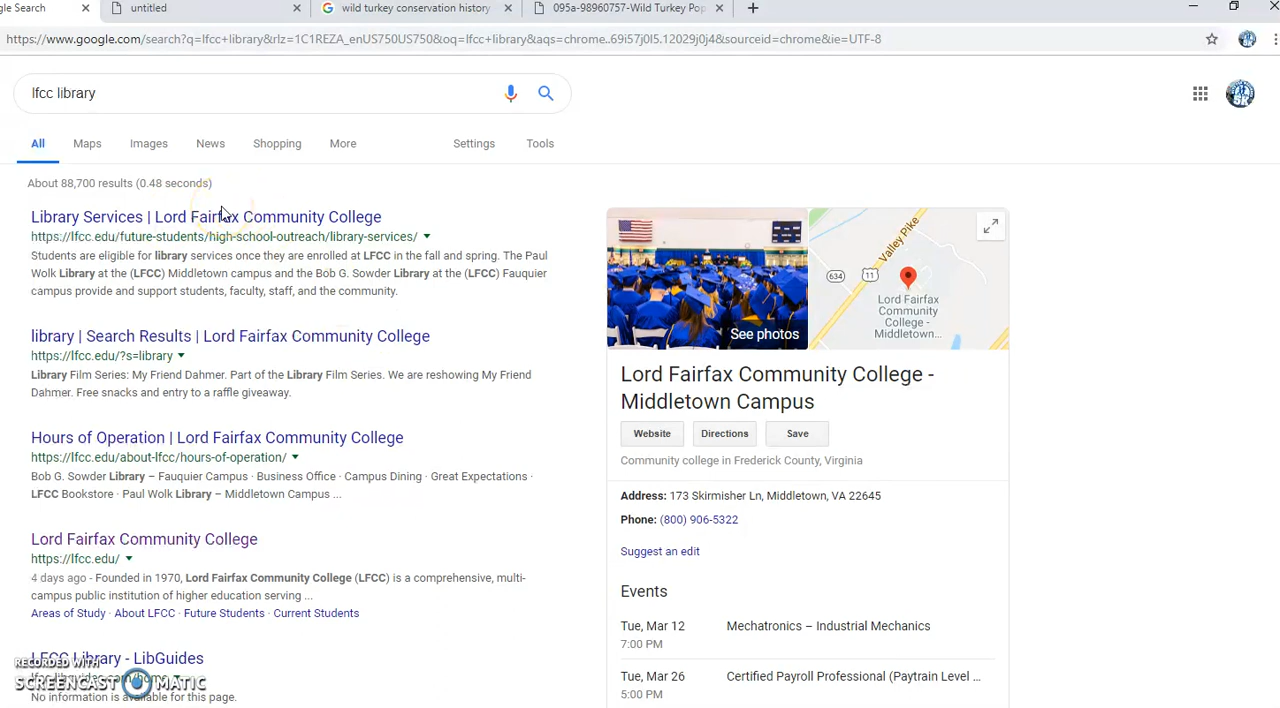 gle Search
untitled
wild turkey conservation history
095a-98960757-Wild Turkey Pop
https://www.google.com/search?q=lfcc+library&rlz=1C1REZA_enUS750US750&oq=lfcc+library&aqs=chrome..69i57j0l5.12029j0j4&sourceid=chrome&ie=UTF-8
lfcc library
All Maps Images News Shopping More Settings Tools
About 88,700 results (0.48 seconds)
Library Services | Lord Fairfax Community College
https://lfcc.edu/future-students/high-school-outreach/library-services/
Students are eligible for library services once they are enrolled at LFCC in the fall and spring. The Paul
Wolk Library at the (LFCC) Middletown campus and the Bob G. Sowder Library at the (LFCC) Fauquier
campus provide and support students, faculty, staff, and the community.
library | Search Results | Lord Fairfax Community College
https://lfcc.edu/?s=library
Library Film Series: My Friend Dahmer. Part of the Library Film Series. We are reshowing My Friend
Dahmer. Free snacks and entry to a raffle giveaway.
Hours of Operation | Lord Fairfax Community College
https://lfcc.edu/about-lfcc/hours-of-operation/
Bob G. Sowder Library – Fauquier Campus · Business Office · Campus Dining · Great Expectations ·
LFCC Bookstore · Paul Wolk Library – Middletown Campus ...
Lord Fairfax Community College
https://lfcc.edu/
4 days ago - Founded in 1970, Lord Fairfax Community College (LFCC) is a comprehensive, multi-
campus public institution of higher education serving ...
Areas of Study · About LFCC · Future Students · Current Students
LFCC Library - LibGuides
No information is available for this page.
RECORDED WITH
SCREENCAST MATIC
See photos
Valley Pike
634
11
Lord Fairfax
Community
College -
Middletown...
Lord Fairfax Community College -
Middletown Campus
Website Directions Save
Community college in Frederick County, Virginia
Address: 173 Skirmisher Ln, Middletown, VA 22645
Phone: (800) 906-5322
Suggest an edit
Events
Tue, Mar 12 Mechatronics – Industrial Mechanics
7:00 PM
Tue, Mar 26 Certified Payroll Professional (Paytrain Level ...
5:00 PM